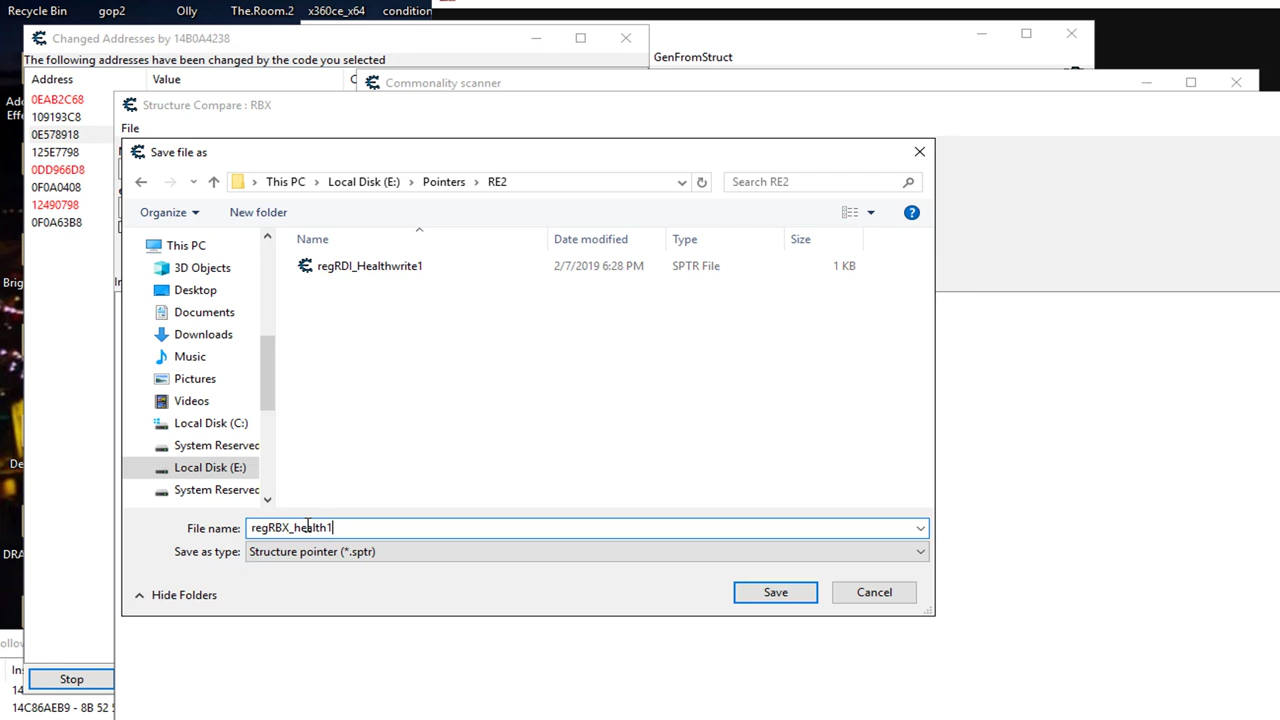 Recycle Bin gop2 Olly The.Room.2 x360ce_x64 condition
Changed Addresses by 14B0A4238
The following addresses have been changed by the code you selected
GenFromStruct
Address Value
Commonality scanner
0EAB2C68
Structure Compare : RBX
109193C8
File
0E578918
Save file as
125E7798
0DD966D8
This PC Local Disk (E:) Pointers RE2 Search RE2
0F0A0408
12490798
Organize New folder
0F0A63B8
Name Date modified Type Size
This PC
regRDI_Healthwrite1 2/7/2019 6:28 PM SPTR File 1 KB
3D Objects
Desktop
Documents
Downloads
Music
Pictures
Videos
Local Disk (C:)
System Reserved
Local Disk (E:)
System Reserved
File name: regRBX_health1
Save as type: Structure pointer (*.sptr)
Hide Folders Save Cancel
Stop
14C86AEB9 - 8B 52